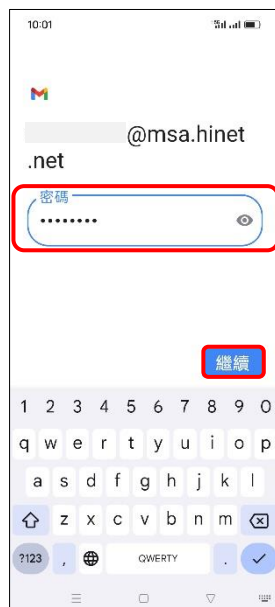 10:01
@msa.hinet
.net
密碼
••••••••
繼續
1 2 3 4 5 6 7 8 9 0
q w e r t y u i o p
a s d f g h j k l
z x c v b n m
?123 , QWERTY .